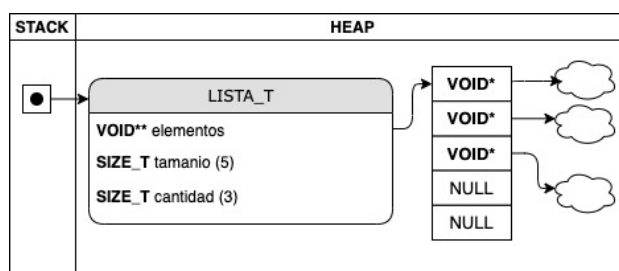 STACK
HEAP
LISTA_T
VOID** elementos
SIZE_T tamanio (5)
SIZE_T cantidad (3)
VOID*
VOID*
VOID*
NULL
NULL